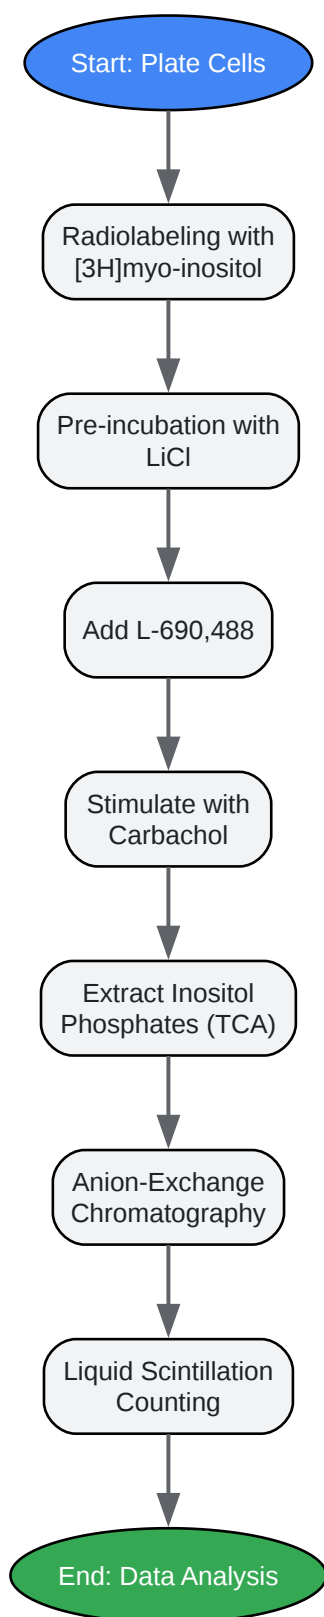 Start: Plate Cells
Radiolabeling with
[3H]myo-inositol
Pre-incubation with
LiCl
Add L-690,488
Stimulate with
Carbachol
Extract Inositol
Phosphates (TCA)
Anion-Exchange
Chromatography
Liquid Scintillation
Counting
End: Data Analysis